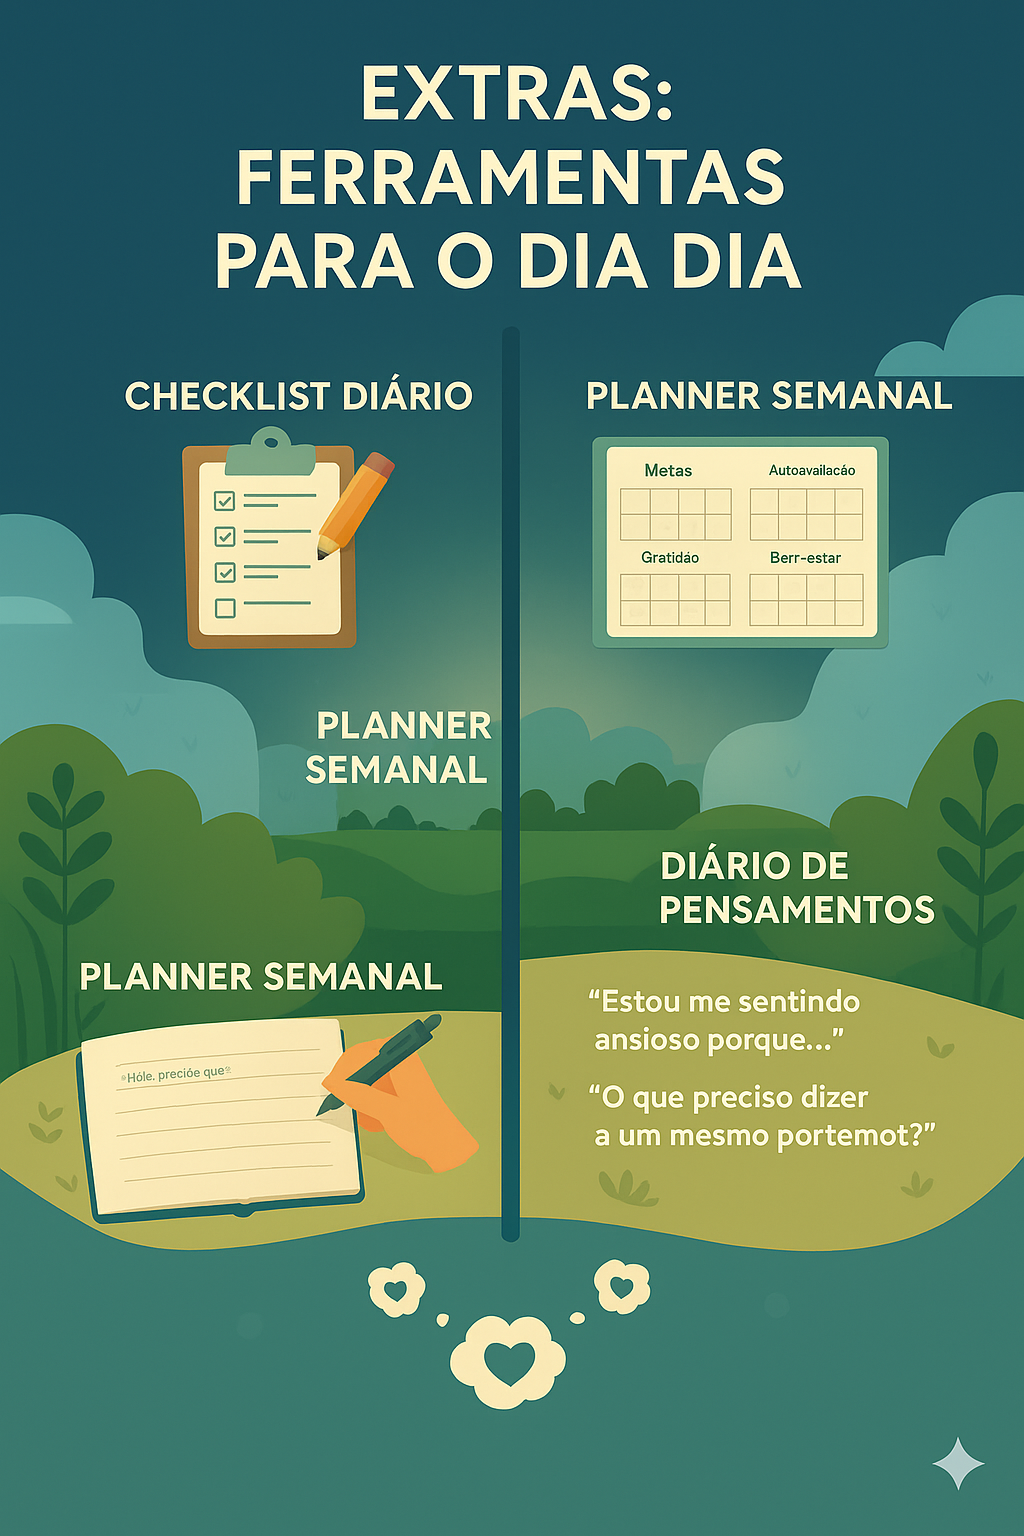 EXTRAS:
FERRAMENTAS
PARA O DIA DIA
CHECKLIST DIÁRIO
PLANNER SEMANAL
Metas
Autoavailacáo
Gratidáo
Berr-estar
PLANNER
SEMANAL
DIÁRIO DE
PENSAMENTOS
PLANNER SEMANAL
“Estou me sentindo
ansioso porque...”
“O que preciso dizer
a um mesmo portemot?”
Hóle. precióe que